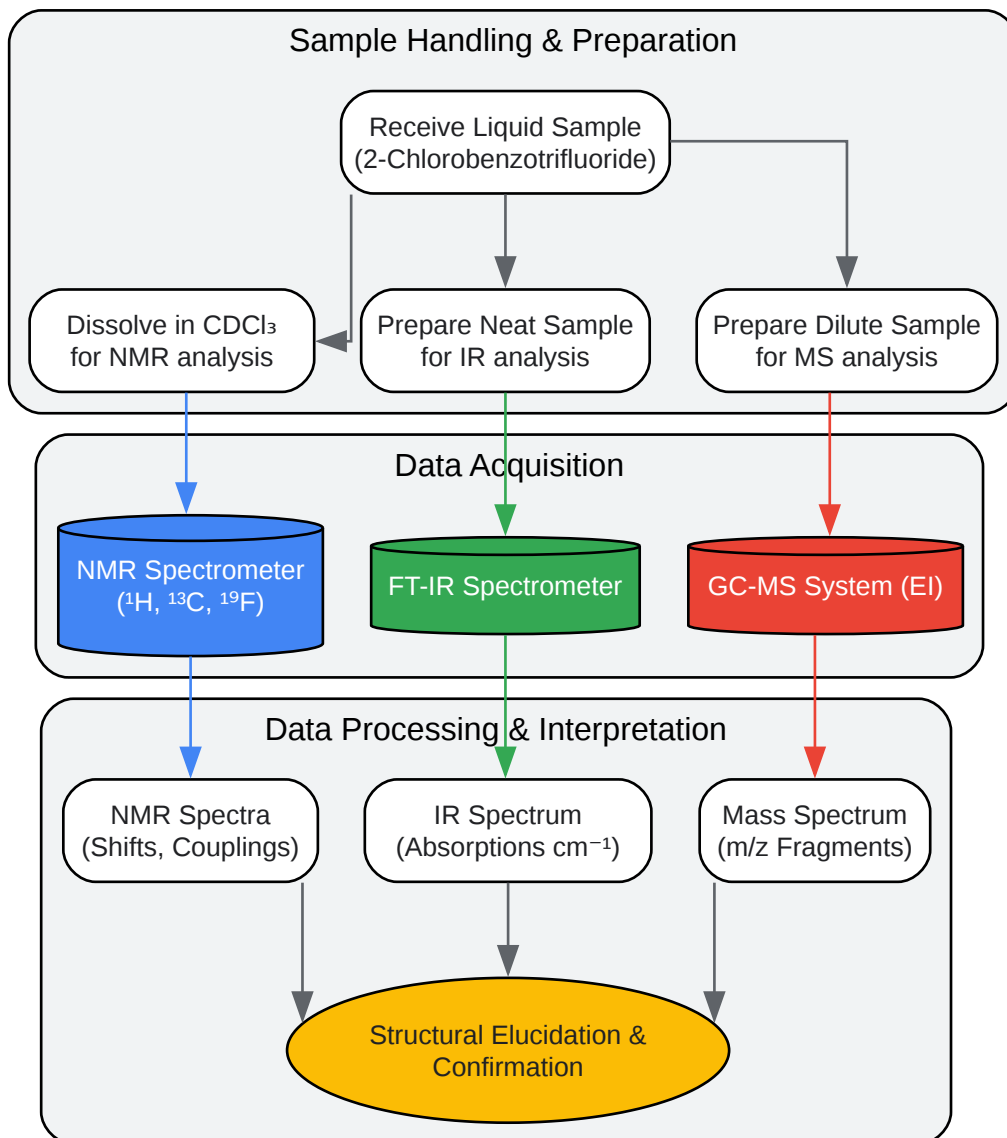 Sample Handling & Preparation
Receive Liquid Sample
(2-Chlorobenzotrifluoride)
Dissolve in CDCl₃
for NMR analysis
Prepare Neat Sample
for IR analysis
Prepare Dilute Sample
for MS analysis
Data Acquisition
NMR Spectrometer
(¹H, ¹³C, ¹⁹F)
FT-IR Spectrometer
GC-MS System (EI)
Data Processing & Interpretation
NMR Spectra
(Shifts, Couplings)
IR Spectrum
(Absorptions cm⁻¹)
Mass Spectrum
(m/z Fragments)
Structural Elucidation &
Confirmation